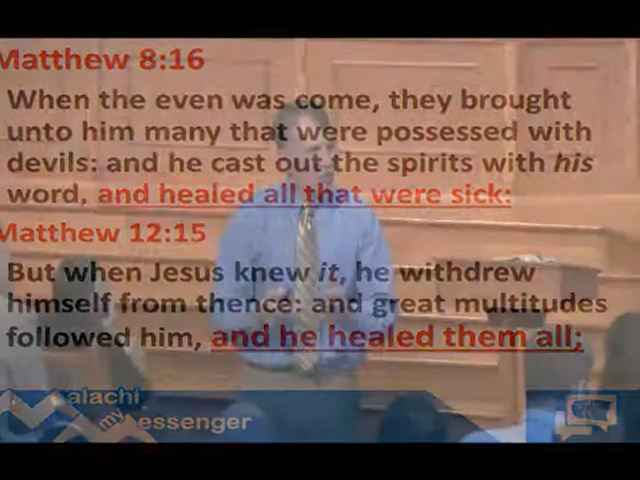 Matthew 8:16
When the even was come, they brought
unto him many that were possessed with
devils: and he cast out the spirits with his
word, and healed all that were sick:
Matthew 12:15
But when Jesus knew it, he withdrew
himself from thence: and great multitudes
followed him, and he healed them all;
alachi
my
essenger